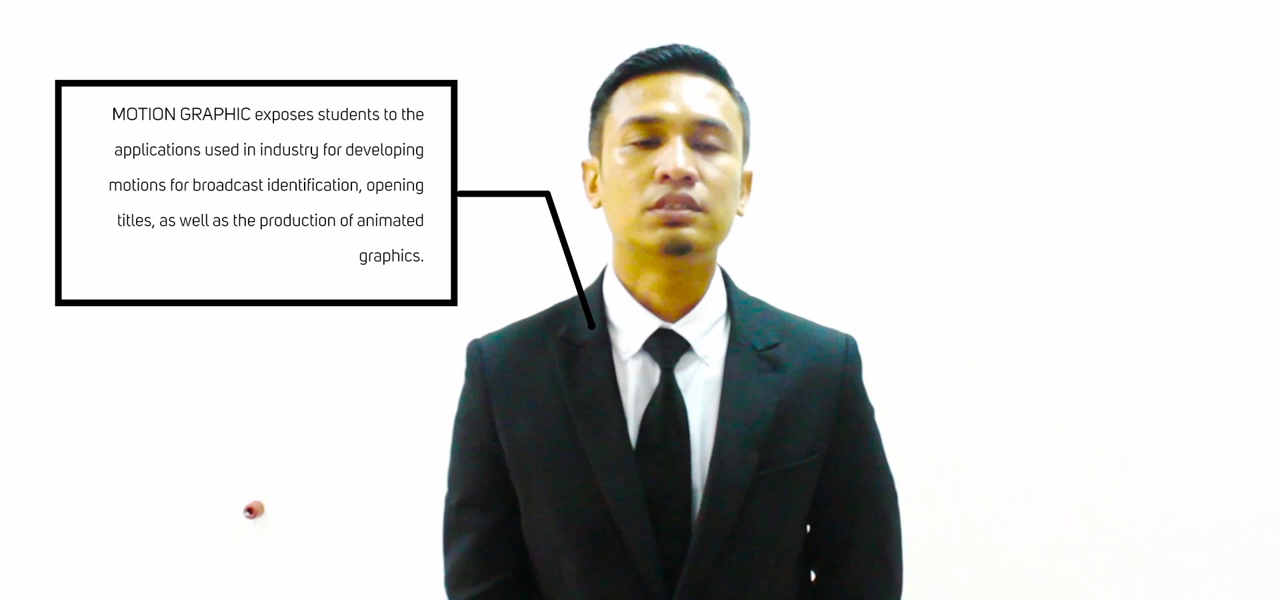 MOTION GRAPHIC exposes students to the
applications used in industry for developing
motions for broadcast identification, opening
titles, as well as the production of animated
graphics.